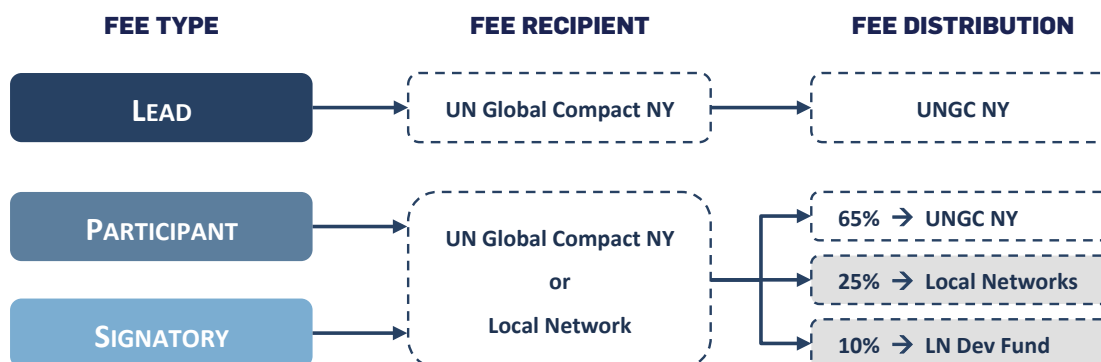 FEE TYPE
FEE RECIPIENT
FEE DISTRIBUTION
LEAD
UN Global Compact NY
UNGC NY
PARTICIPANT
SIGNATORY
UN Global Compact NY
or
Local Network
65% → UNGC NY
25% → Local Networks
10% → LN Dev Fund